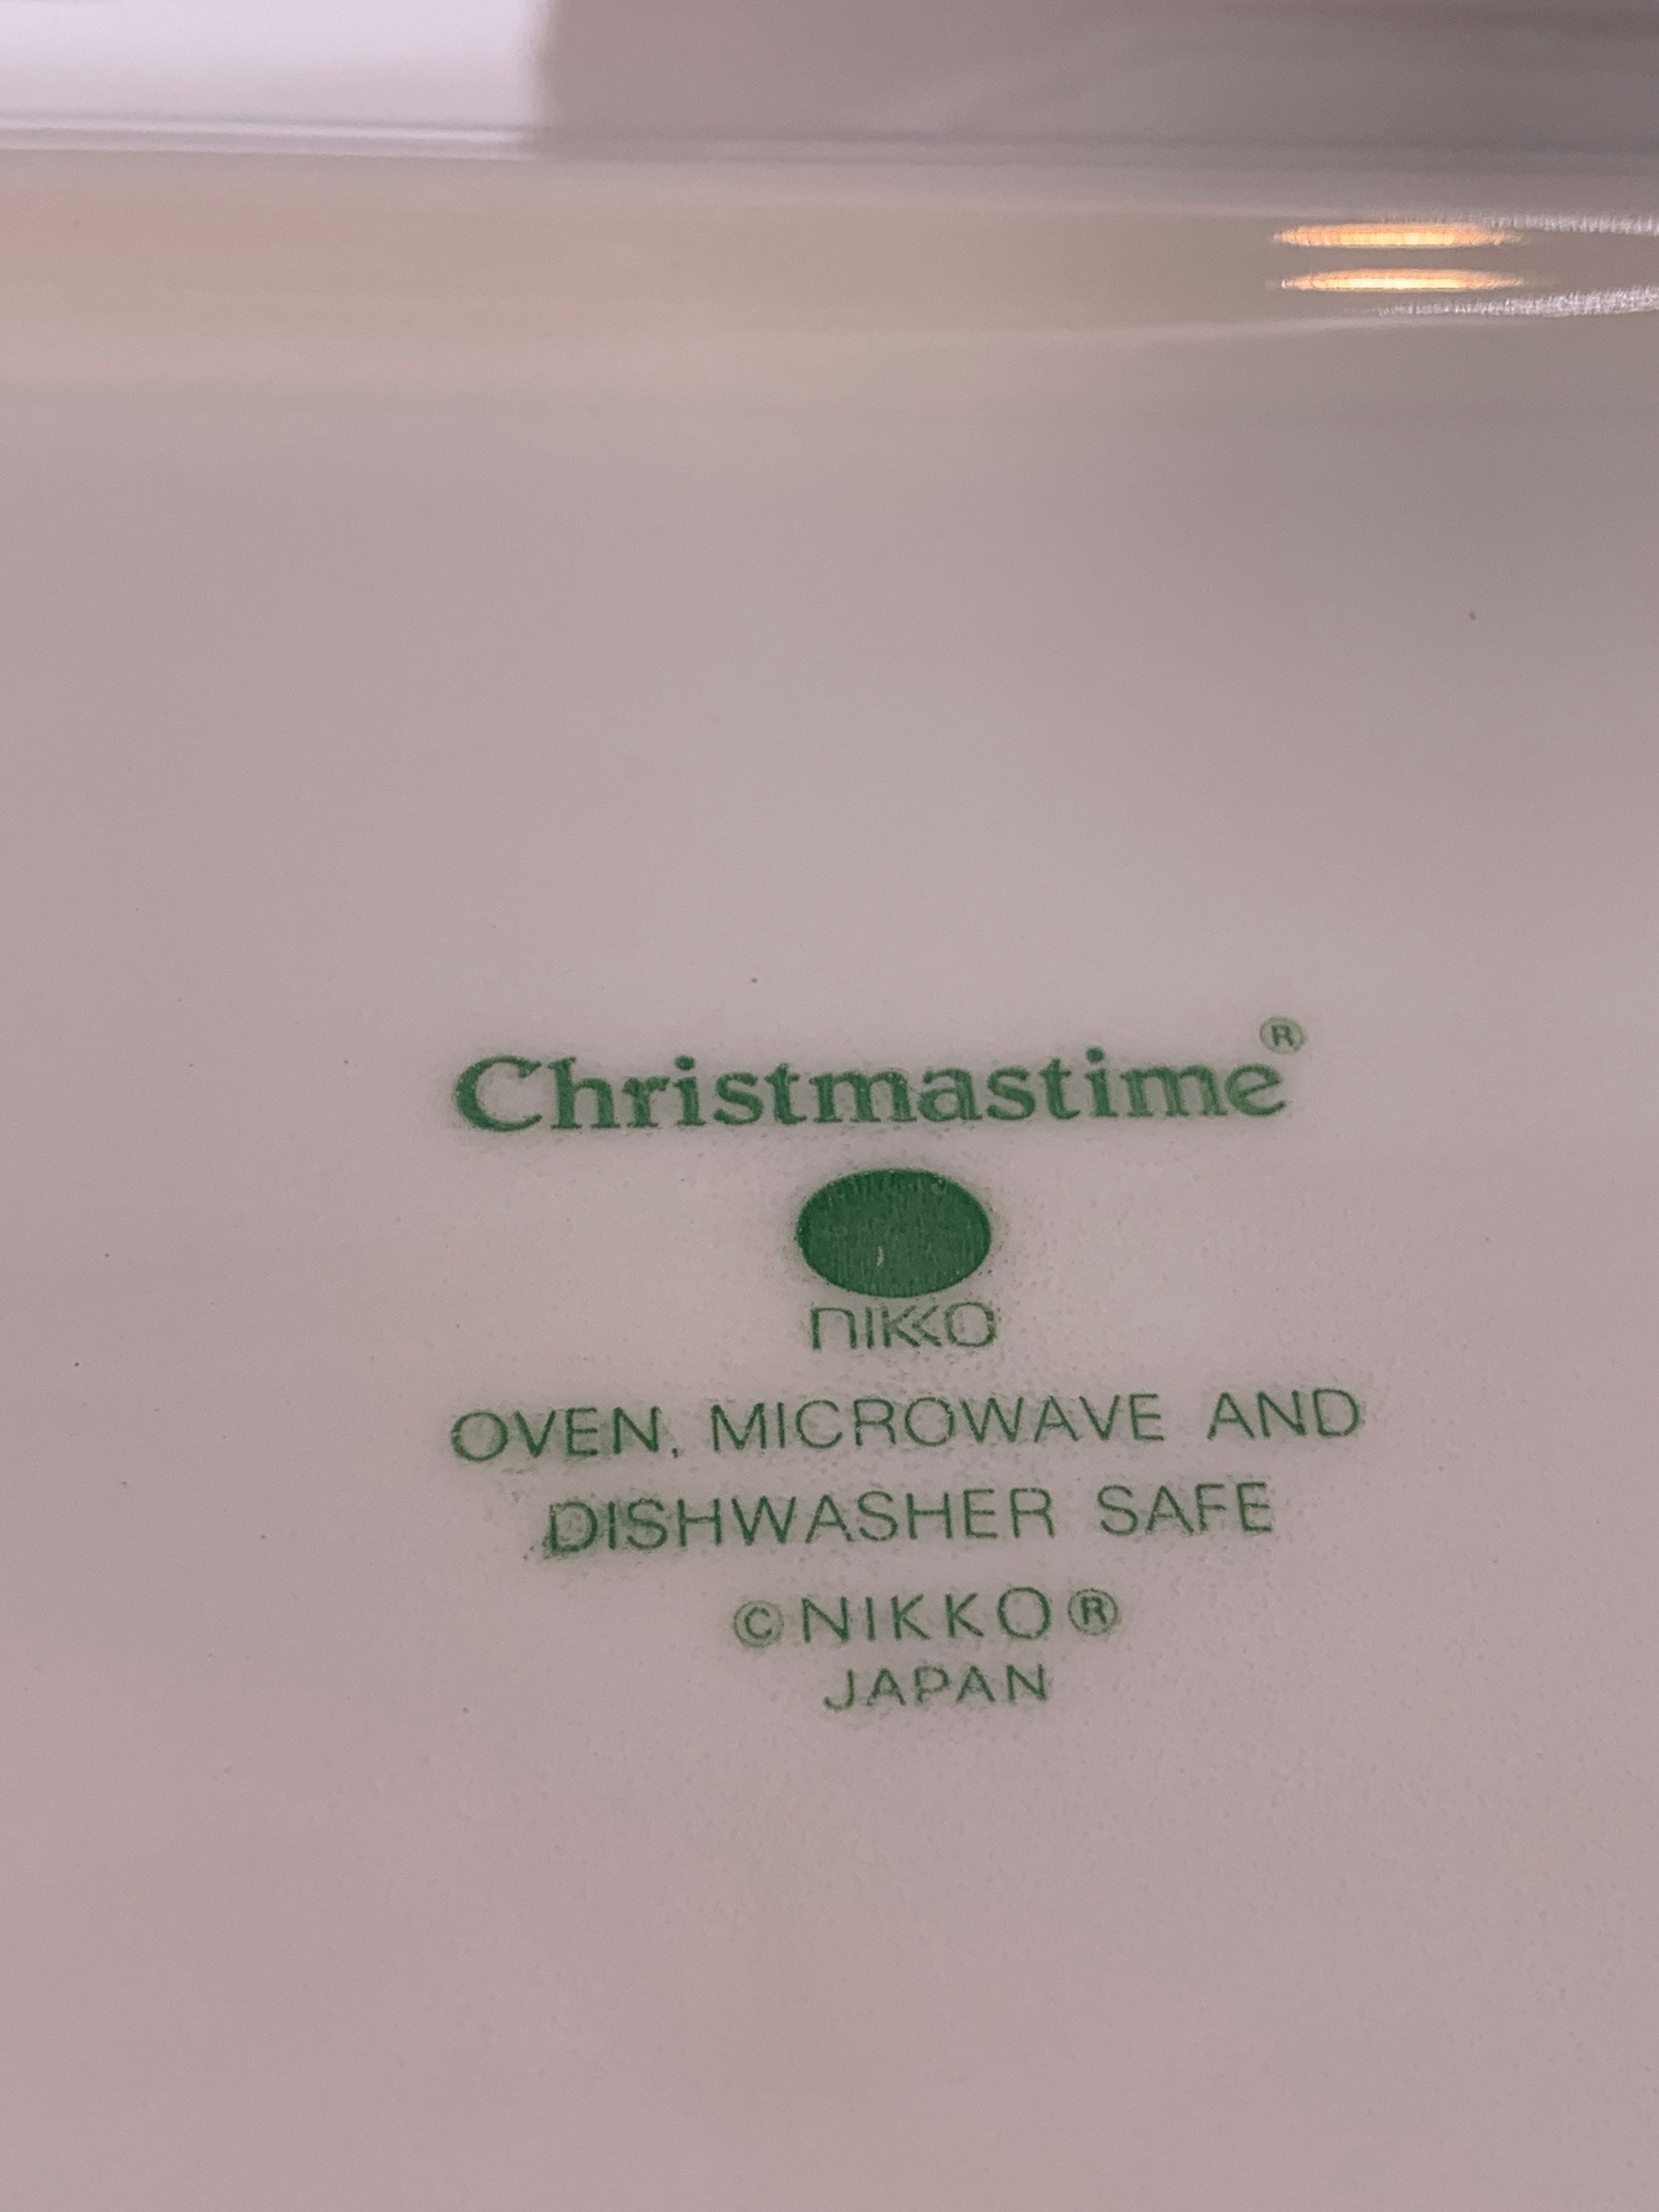 Christmastime®
NIKKO
OVEN, MICROWAVE AND
DISHWASHER SAFE
©NIKKO®
JAPAN